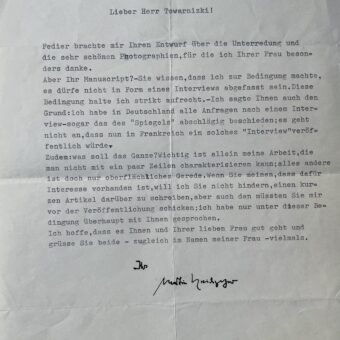 Lieber Herr Towarnizki!
Fedier brachte mir Ihren Entwurf über die Unterredung und
die sehr schönen Photographien,für die ich Ihrer Frau beson-
ders danke.
Aber Ihr Manuscript?-Sie wissen,dass ich zur Bedingung machte,
es dürfe nicht in Form eines Interviews abgefasst sein.Diese
Bedingung halte ich strikt aufrecht.-Ich sagte Ihnen auch den
Grund:Ich habe in Deutschland alle Anfragen nach einem Inter-
view-sogar das des "Spiegels" abschlägig beschieden;es geht
nicht an,dass nun in Frankreich ein solches "Interview"veröf-
fentlich würde.
Zudem:was soll das Ganze?Wichtig ist allein meine Arbeit,die
man nicht mit ein paar Zeilen charakterisieren kann;alles andere
ist doch nur oberflächliches Gerede.Wenn Sie meinen,dass dafür
Interesse vorhanden ist,will ich Sie nicht hindern,einen kur-
zen Artikel darüber zu schreiben,aber auch den müssten Sie mir
vor der Veröffentlichung schicken;ich habe nur unter dieser Be-
dingung überhaupt mit Ihnen gesprochen.
Ich hoffe,dass es Ihnen und Ihrer lieben Frau gut geht und
grüsse Sie beide - zugleich im Namen meiner Frau -vielmals.
Ihr
Martin Heidegger